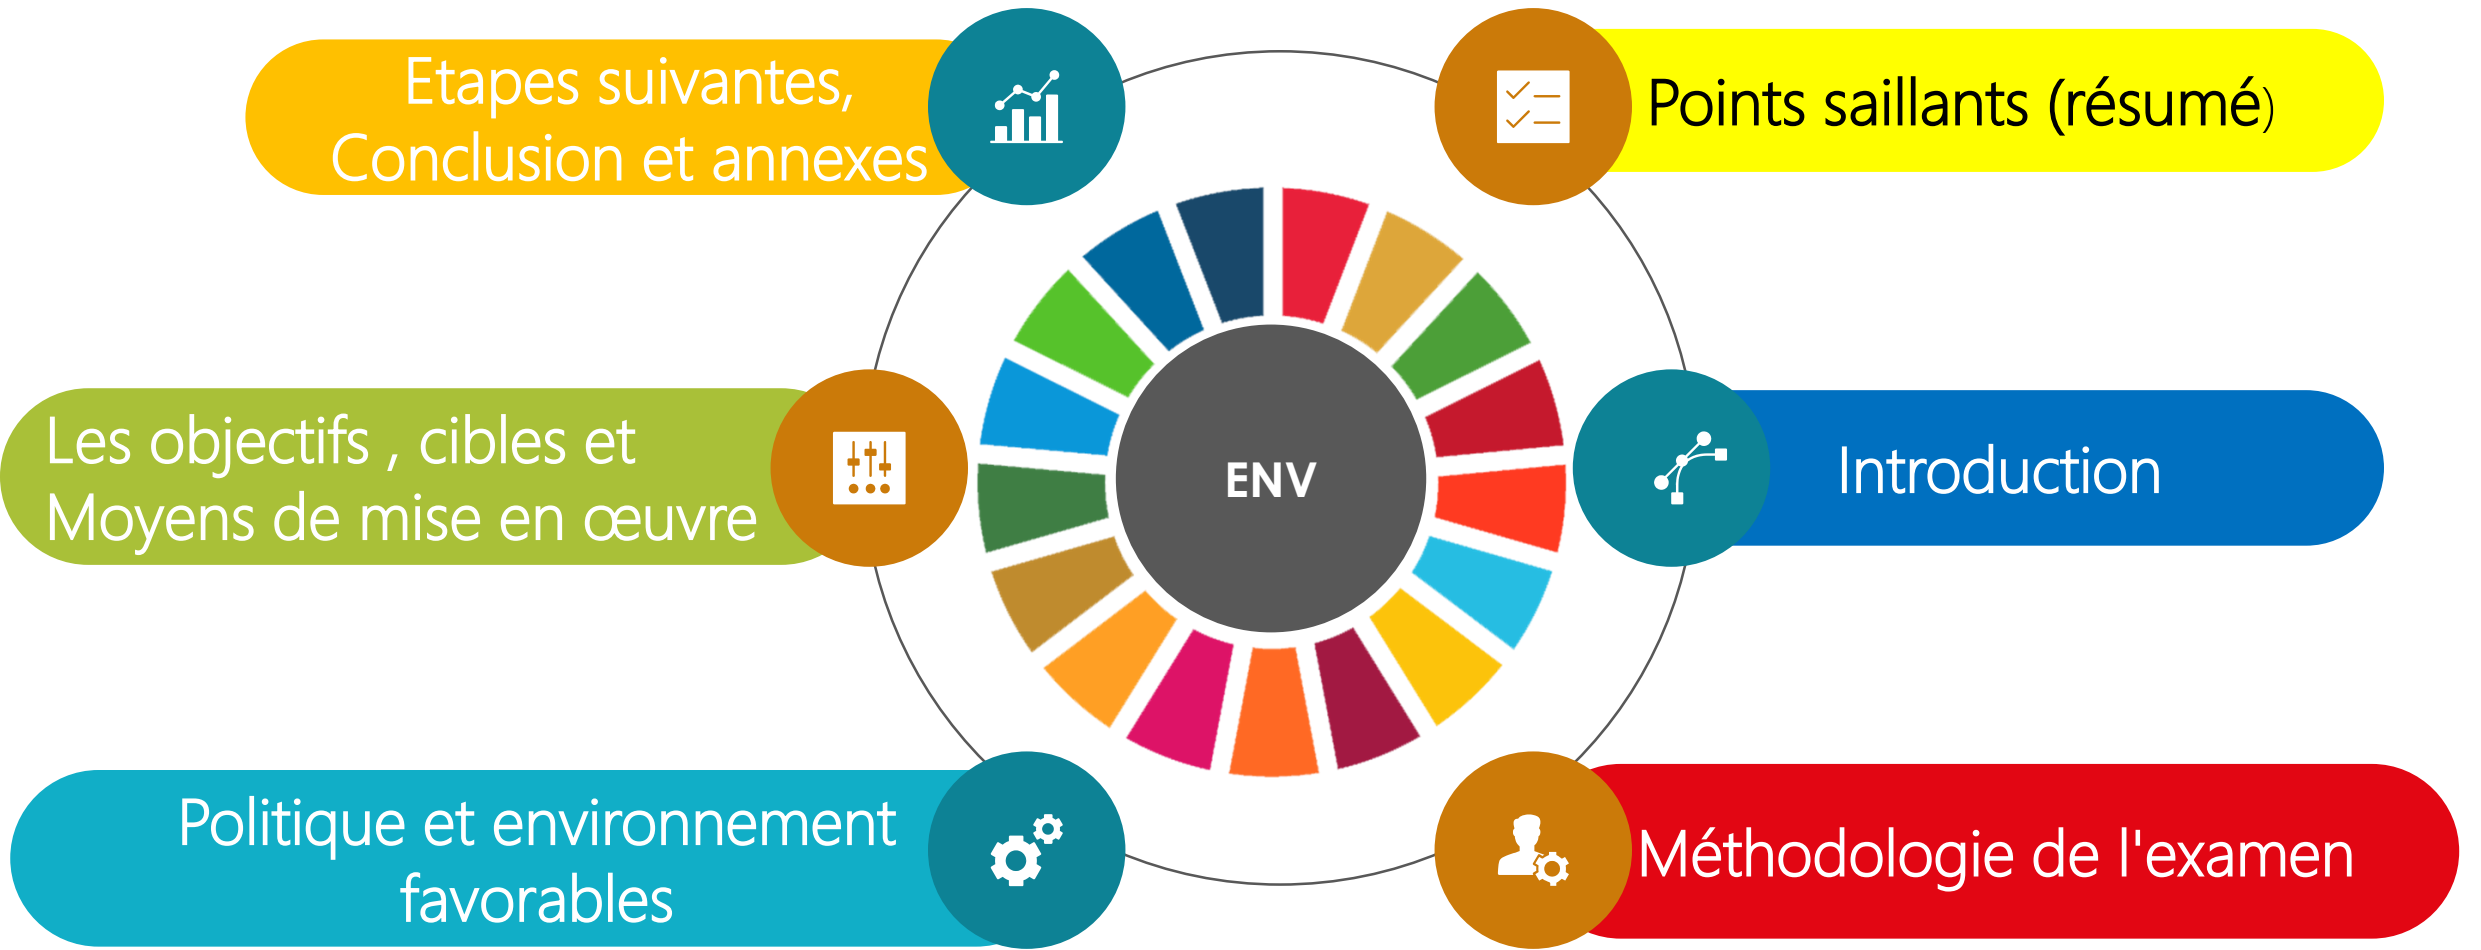 Etapes suivantes,
Conclusion et annexes
Points saillants (résumé)
Les objectifs , cibles et
Moyens de mise en œuvre
ENV
Introduction
Politique et environnement
favorables
Méthodologie de l'examen